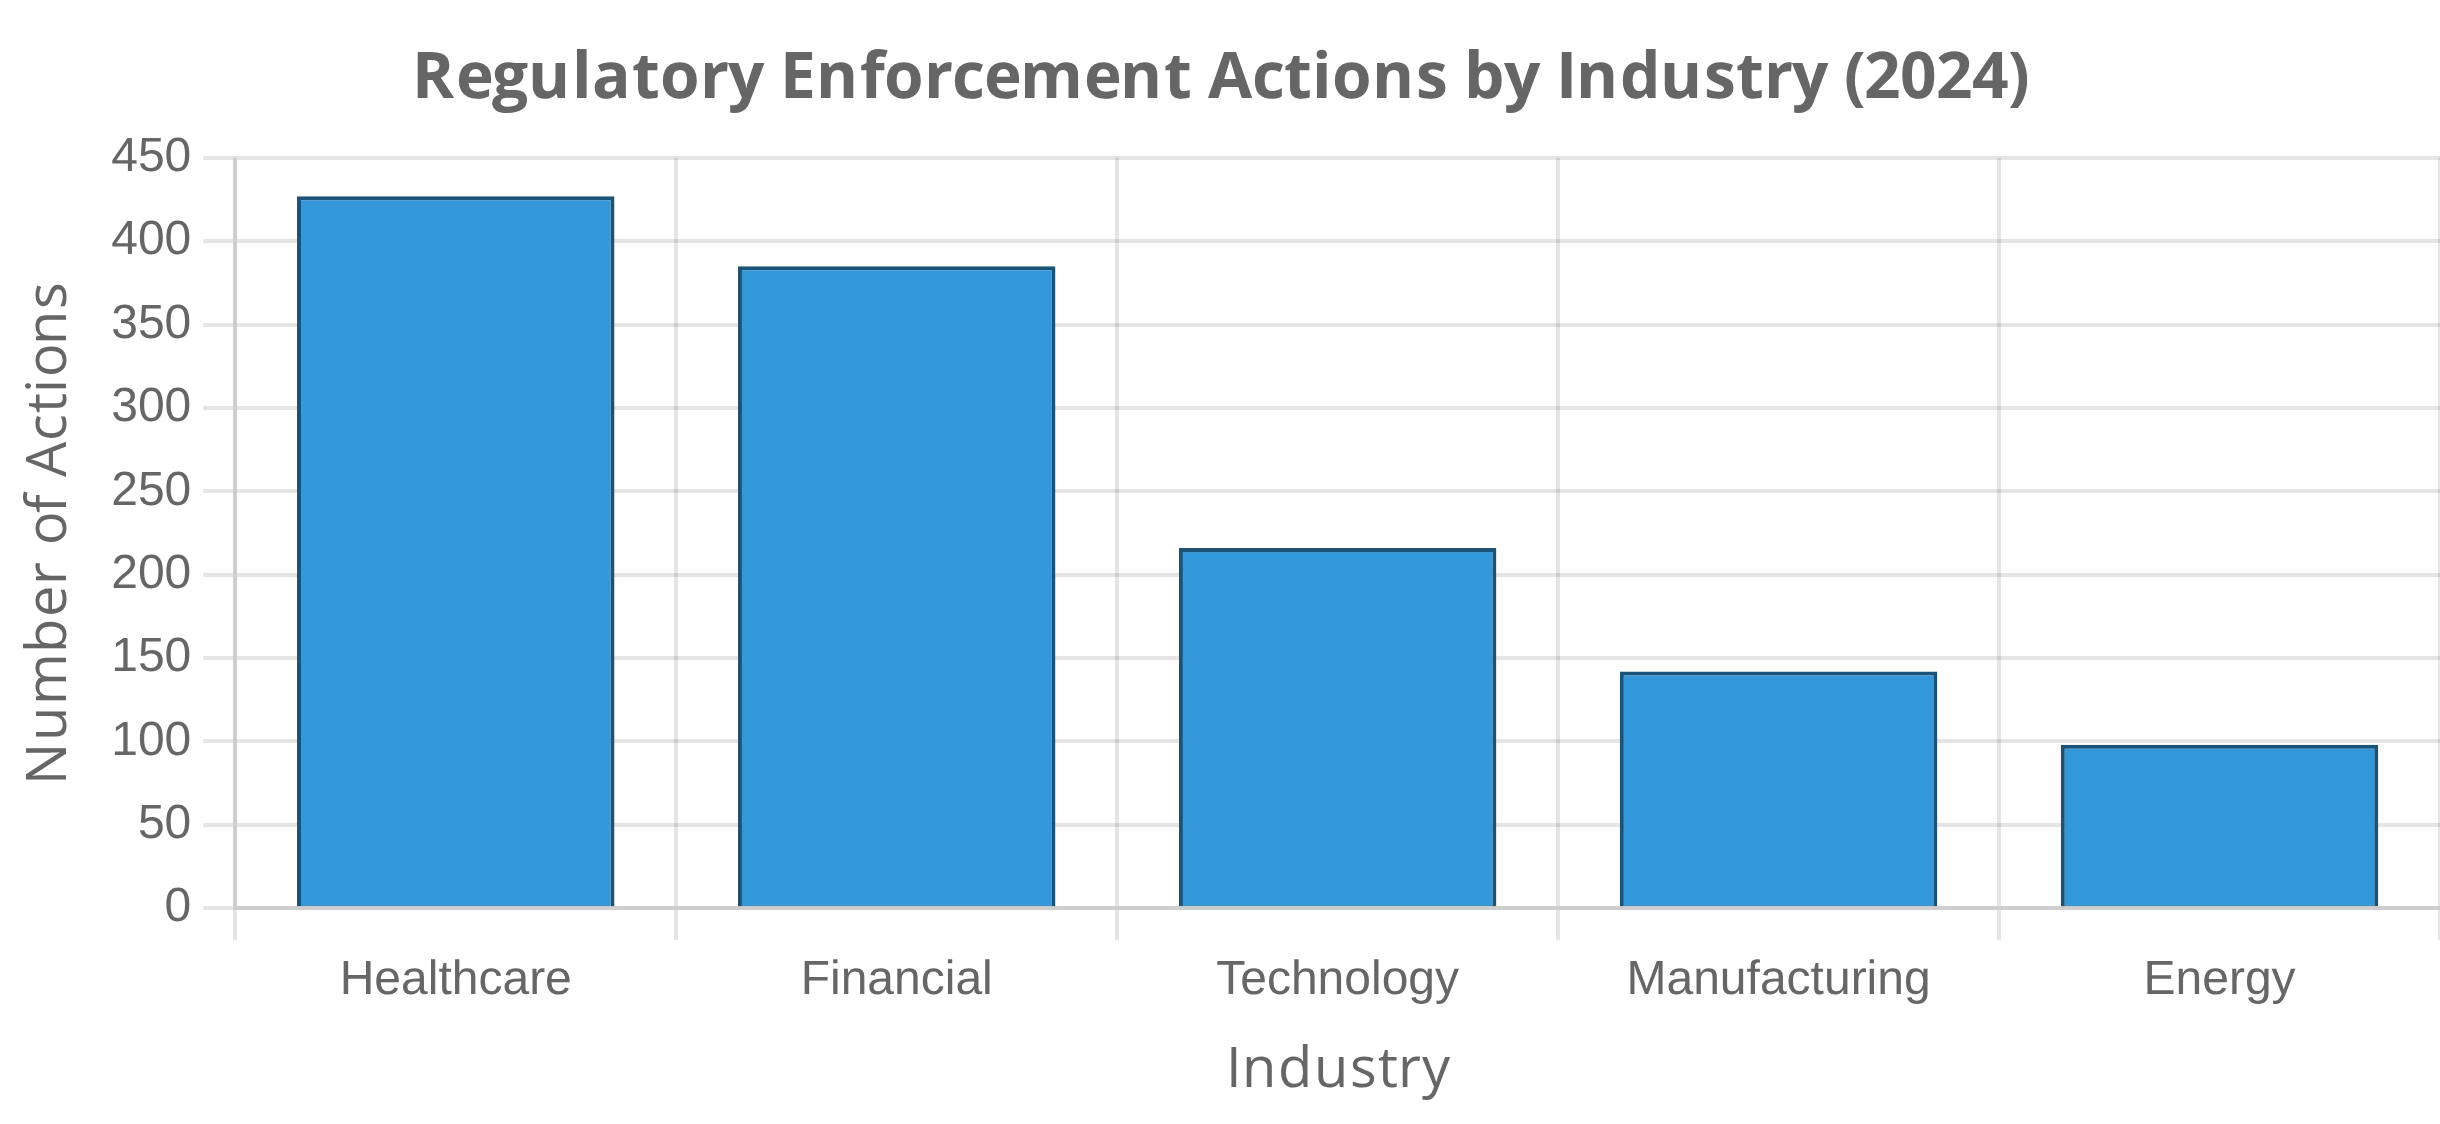 Regulatory Enforcement Actions by Industry (2024)
Number of Actions
450
400
350
300
250
200
150
100
50
0
Healthcare Financial Technology Manufacturing Energy
Industry